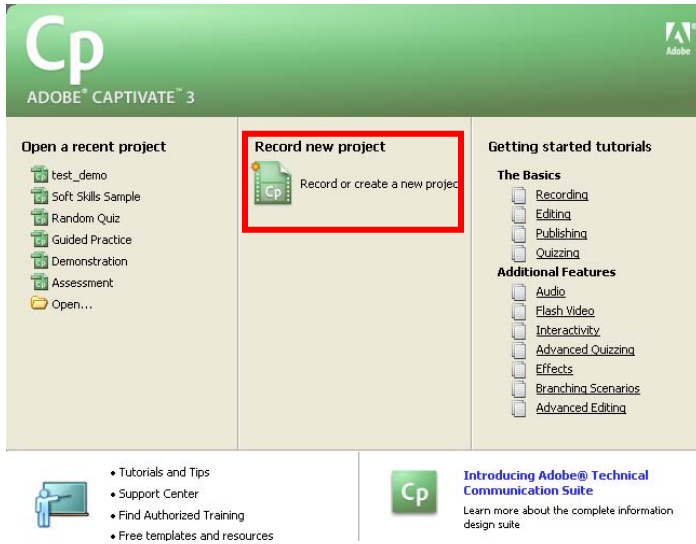 Cp
ADOBE® CAPTIVATE™ 3
Adobe
Open a recent project
test_demo
Soft Skills Sample
Random Quiz
Guided Practice
Demonstration
Assessment
Open...
Record new project
Cp
Record or create a new projec
Getting started tutorials
The Basics
Recording
Editing
Publishing
Quizzing
Additional Features
Audio
Flash Video
Interactivity
Advanced Quizzing
Effects
Branching Scenarios
Advanced Editing
• Tutorials and Tips
• Support Center
• Find Authorized Training
• Free templates and resources
Cp
Introducing Adobe® Technical
Communication Suite
Learn more about the complete information
design suite